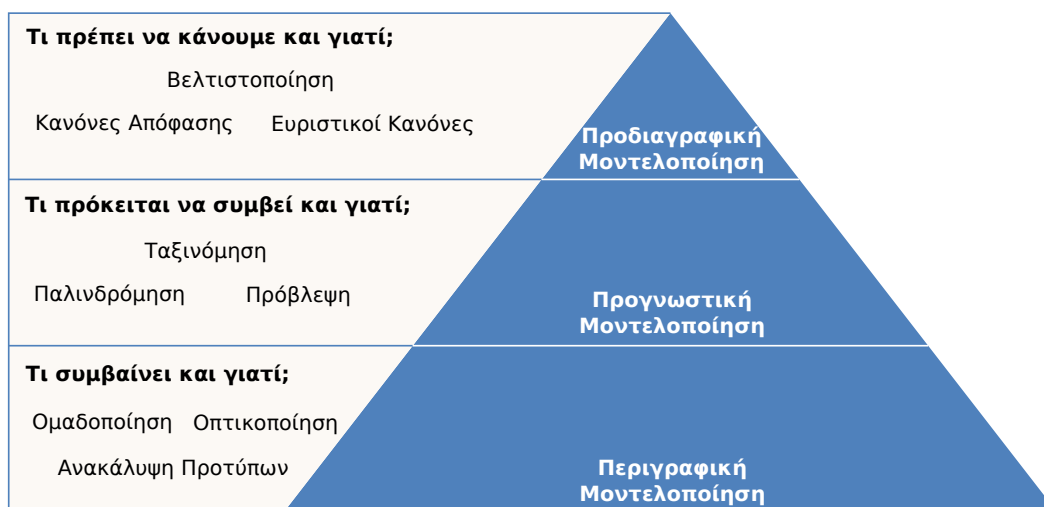 Τι πρέπει να κάνουμε και γιατί;
Βελτιστοποίηση
Κανόνες Απόφασης Ευριστικοί Κανόνες
Προδιαγραφική
Μοντελοποίηση
Τι πρόκειται να συμβεί και γιατί;
Ταξινόμηση
Παλινδρόμηση Πρόβλεψη
Προγνωστική
Μοντελοποίηση
Τι συμβαίνει και γιατί;
Ομαδοποίηση Οπτικοποίηση
Ανακάλυψη Προτύπων
Περιγραφική
Μοντελοποίηση